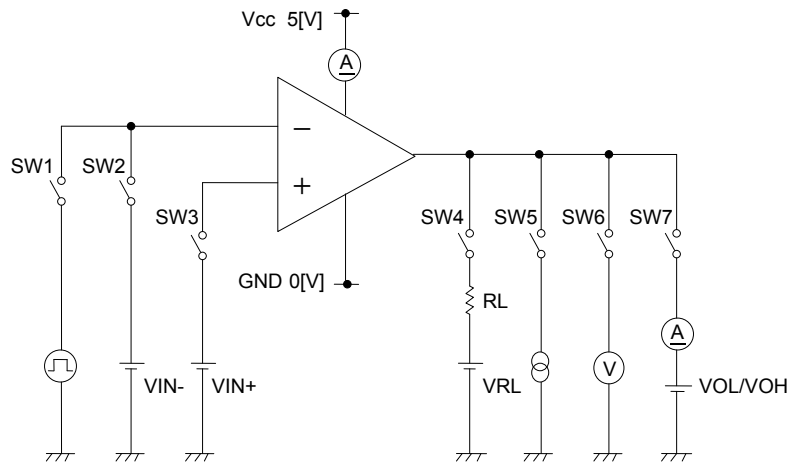 Vcc 5[V]
A
SW1
SW2
SW3
−
+
SW4
SW5
SW6
SW7
GND 0[V]
RL
A
VIN-
VIN+
VRL
V
VOL/VOH